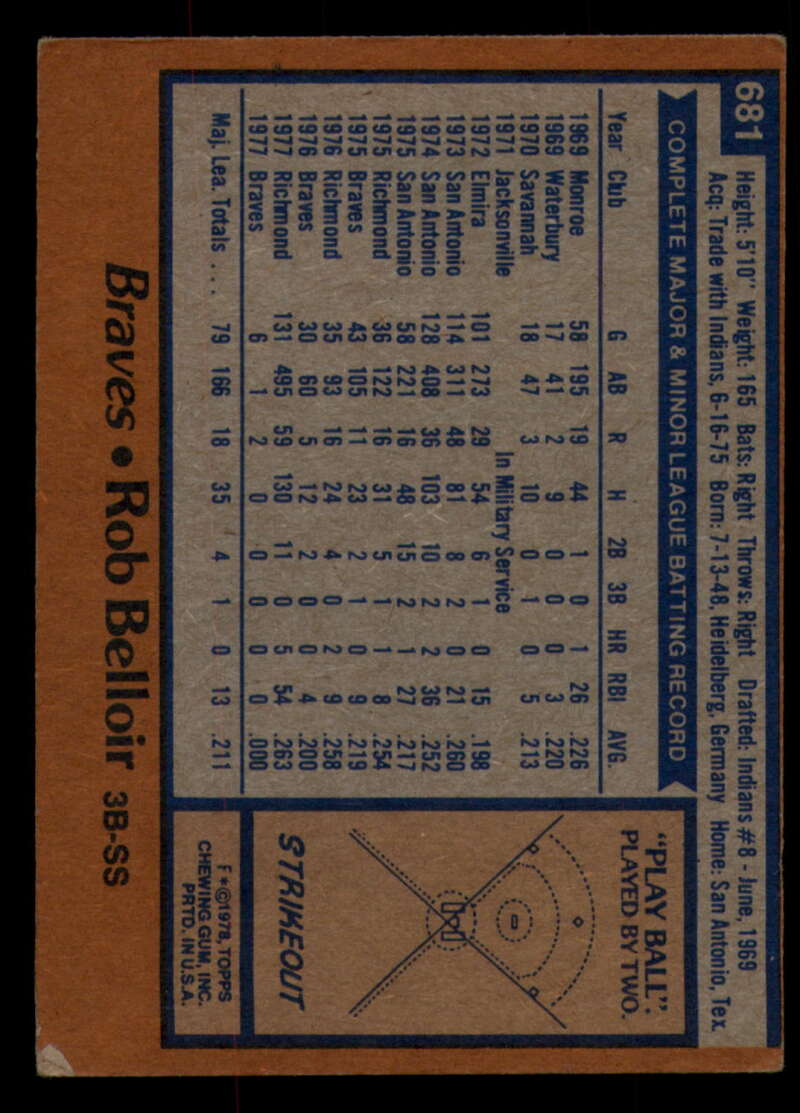 681
Height: 5'10" Weight: 165 Bats: Right Throws: Right Drafted: Indians #8 - June, 1969
Acq: Trade with Indians, 6-16-75 Born: 7-13-48, Heidelberg, Germany Home: San Antonio, Tex.
COMPLETE MAJOR & MINOR LEAGUE BATTING RECORD
Year Club G AB R H 2B 3B HR RBI AVG.
1969 Monroe 58 195 19 44 1 0 1 26 .226
1969 Waterbury 17 41 2 9 0 0 0 3 .220
1970 Savannah 18 47 3 10 0 1 0 5 .213
1971 Jacksonville In Military Service
1972 Elmira 101 273 29 54 6 1 0 15 .198
1973 San Antonio 114 311 48 81 8 2 0 21 .260
1974 San Antonio 128 408 36 103 10 2 2 36 .252
1975 San Antonio 58 221 16 48 15 2 1 27 .217
1975 Richmond 36 122 16 31 5 1 1 8 .254
1975 Braves 43 105 11 23 2 1 0 9 .219
1976 Richmond 35 93 16 24 4 0 2 9 .258
1976 Braves 30 60 5 12 2 0 0 4 .200
1977 Richmond 131 495 59 130 11 0 5 54 .263
1977 Braves 6 1 2 0 0 0 0 0 .000
Maj. Lea. Totals ... 79 166 18 35 4 1 0 13 .211
"PLAY BALL":
PLAYED BY TWO.
STRIKEOUT
F*©1978, TOPPS
CHEWING GUM, INC.
PRTD. IN U.S.A.
Braves • Rob Belloir 3B-SS